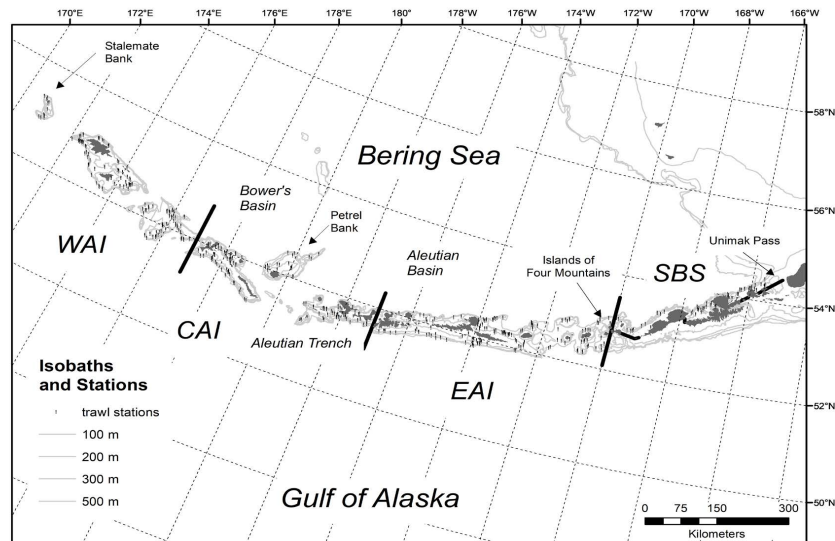 170°E 172°E 174°E 176°E 178°E 180° 178°W 176°W 174°W 172°W 170°W 168°W 166°W
Stalemate
Bank
58°N
Bering Sea
Bower's
Basin
56°N
Petrel
Bank
Unimak Pass
WAI
Aleutian
Basin
Islands of
Four Mountains
SBS
54°N
CAI
Aleutian Trench
Isobaths
and Stations
EAI
52°N
trawl stations
100 m
200 m
300 m
500 m
Gulf of Alaska
50°N
0 75 150 300
Kilometers